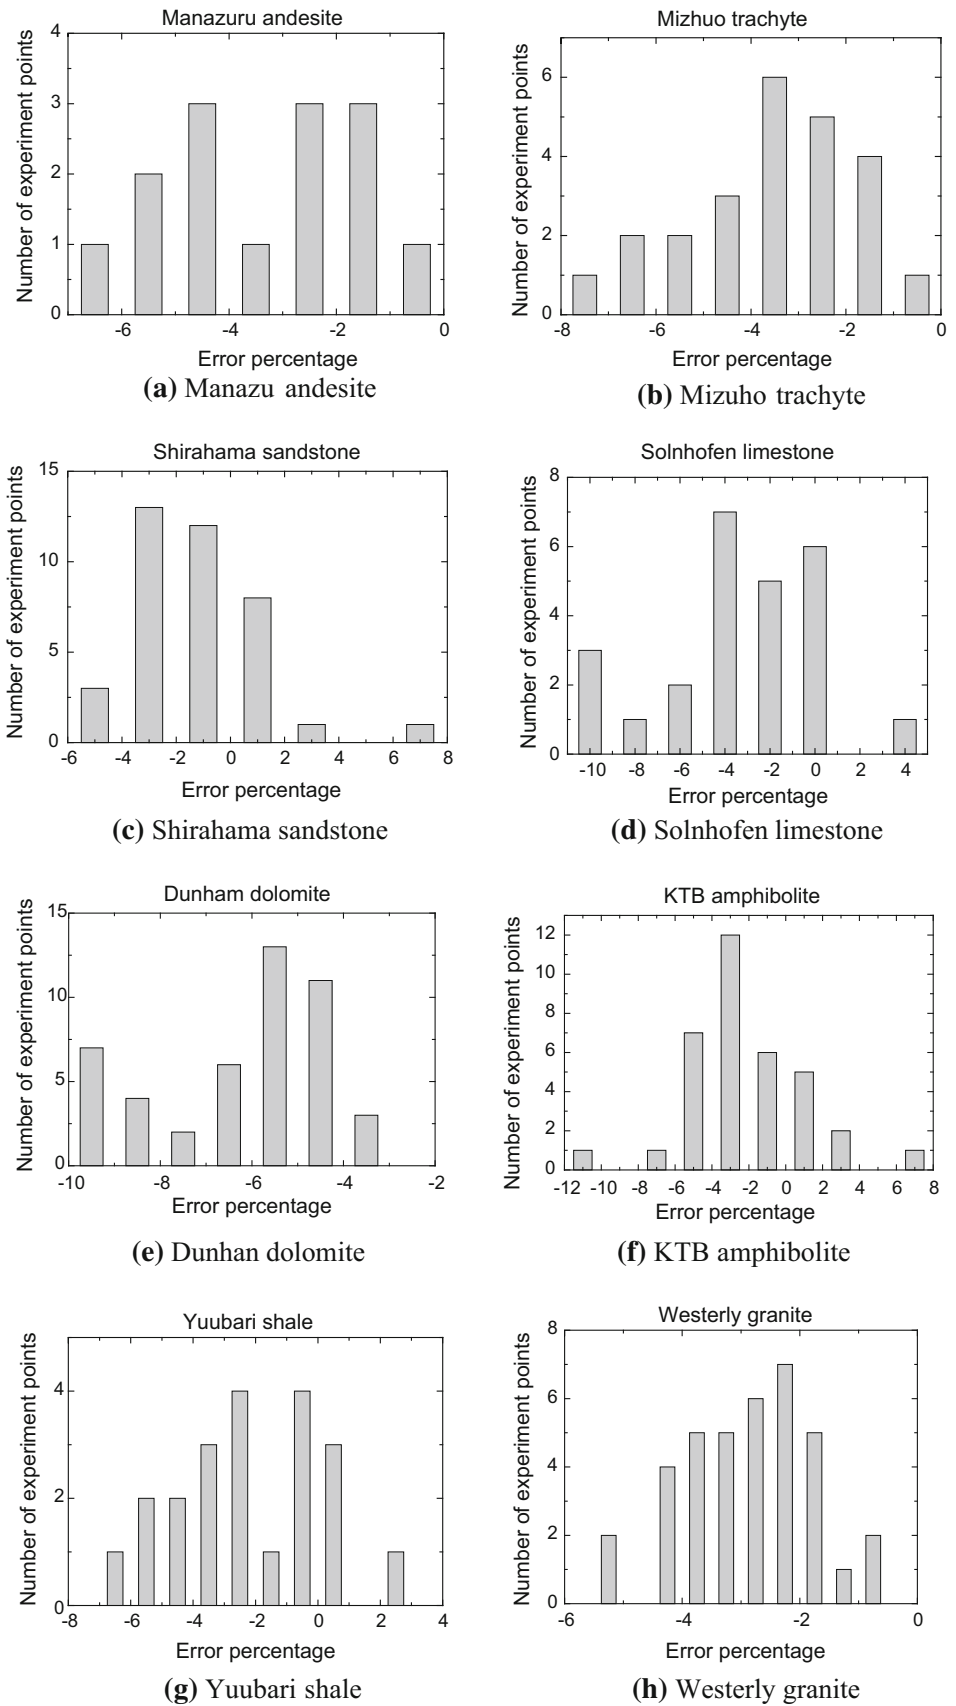 Manazuru andesite
Number of experiment points
4
3
2
1
0
-6 -4 -2 0
Error percentage
(a) Manazu andesite
Mizhuo trachyte
Number of experiment points
6
4
2
0
-8 -6 -4 -2 0
Error percentage
(b) Mizuho trachyte
Shirahama sandstone
Number of experiment points
15
10
5
0
-6 -4 -2 0 2 4 6 8
Error percentage
(c) Shirahama sandstone
Solnhofen limestone
Number of experiment points
8
6
4
2
0
-10 -8 -6 -4 -2 0 2 4
Error percentage
(d) Solnhofen limestone
Dunham dolomite
Number of experiment points
15
10
5
0
-10 -8 -6 -4 -2
Error percentage
(e) Dunhan dolomite
KTB amphibolite
Number of experiment points
12
10
8
6
4
2
0
-12 -10 -8 -6 -4 -2 0 2 4 6 8
Error percentage
(f) KTB amphibolite
Yuubari shale
Number of experiment points
4
2
0
-8 -6 -4 -2 0 2 4
Error percentage
(g) Yuubari shale
Westerly granite
Number of experiment points
8
6
4
2
0
-6 -4 -2 0
Error percentage
(h) Westerly granite